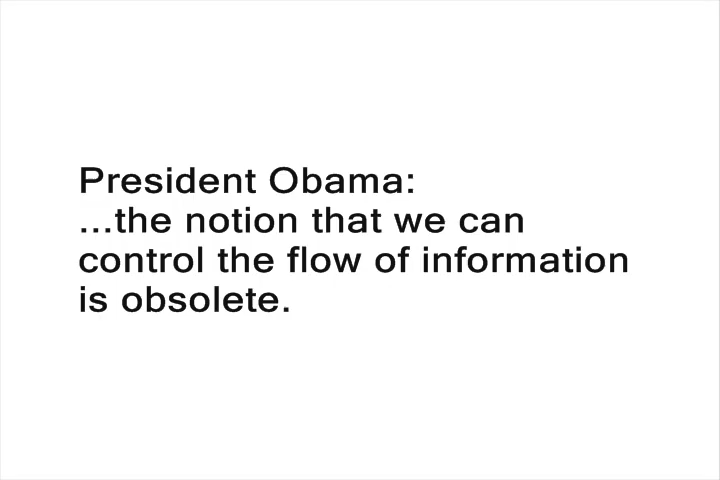 President Obama:
...the notion that we can
control the flow of information
is obsolete.